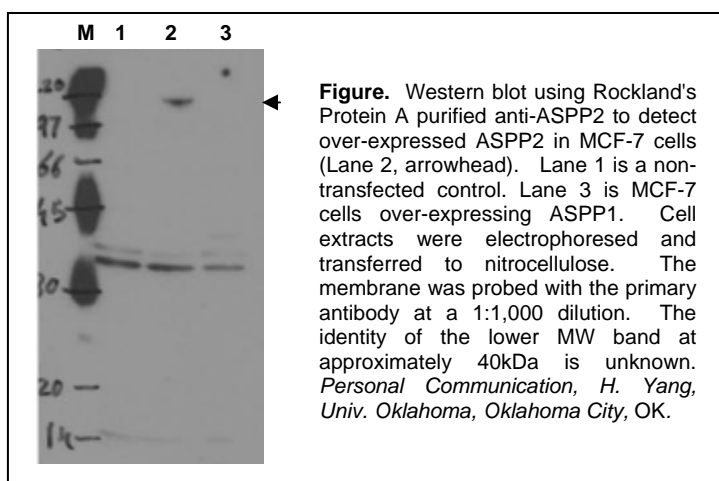 M 1 2 3
97
66
45
30
20
14
Figure. Western blot using Rockland's
Protein A purified anti-ASPP2 to detect
over-expressed ASPP2 in MCF-7 cells
(Lane 2, arrowhead). Lane 1 is a non-
transfected control. Lane 3 is MCF-7
cells over-expressing ASPP1. Cell
extracts were electrophoresed and
transferred to nitrocellulose. The
membrane was probed with the primary
antibody at a 1:1,000 dilution. The
identity of the lower MW band at
approximately 40kDa is unknown.
Personal Communication, H. Yang,
Univ. Oklahoma, Oklahoma City, OK.